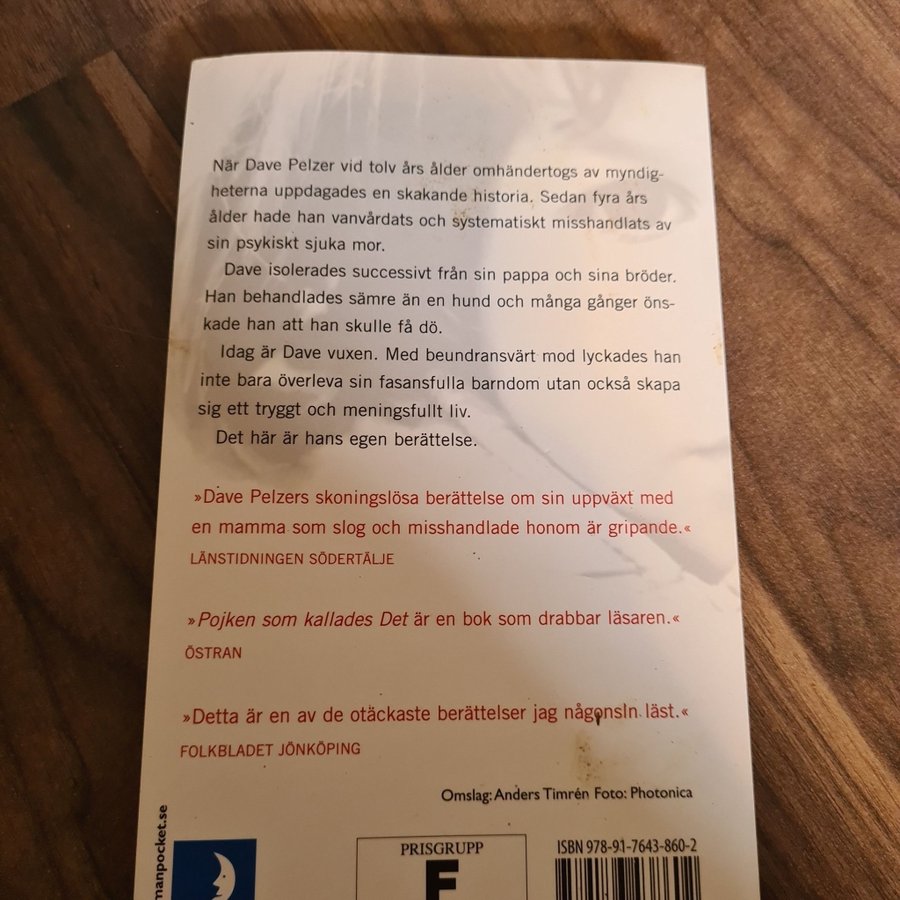 När Dave Pelzer vid tolv års ålder omhändertogs av myndig-
heterna uppdagades en skakande historia. Sedan fyra års
ålder hade han vanvårdats och systematiskt misshandlats av
sin psykiskt sjuka mor.
Dave isolerades successivt från sin pappa och sina bröder.
Han behandlades sämre än en hund och många gånger öns-
kade han att han skulle få dö.
Idag är Dave vuxen. Med beundransvärt mod lyckades han
inte bara överleva sin fasansfulla barndom utan också skapa
sig ett tryggt och meningsfullt liv.
Det här är hans egen berättelse.
»Dave Pelzers skoningslösa berättelse om sin uppväxt med
en mamma som slog och misshandlade honom är gripande.«
LÄNSTIDNINGEN SÖDERTÄLJE
»Pojken som kallades Det är en bok som drabbar läsaren.«
ÖSTRAN
»Detta är en av de otäckaste berättelser jag någonsin läst.«
FOLKBLADET JÖNKÖPING
Omslag: Anders Timrén Foto: Photonica
manpocket.se
PRISGRUPP
ISBN 978-91-7643-860-2